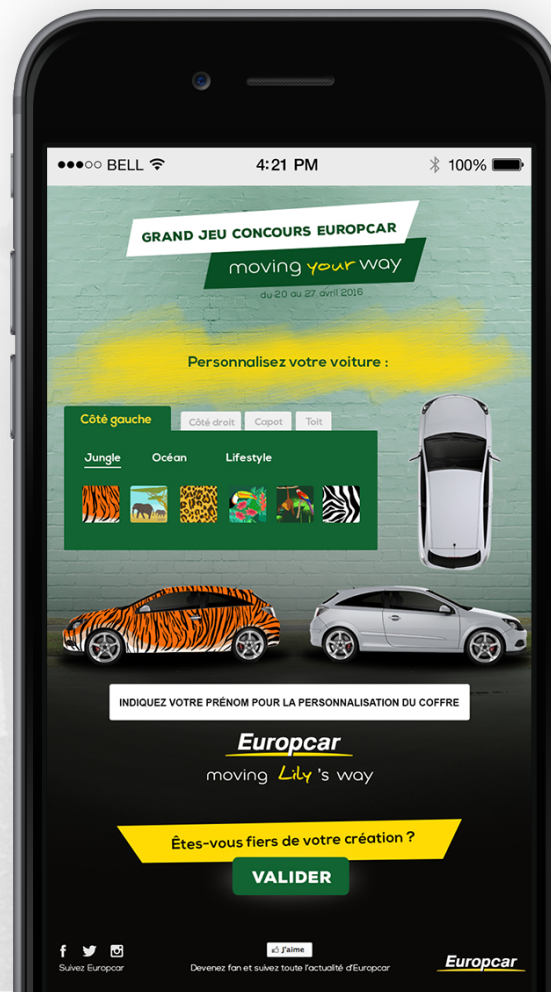 ●●●○○ BELL 4:21 PM 100%
GRAND JEU CONCOURS EUROPCAR
moving your way
du 20 au 27 avril 2016
Personnalisez votre voiture :
Côté gauche Côté droit Capot Toit
Jungle Océan Lifestyle
INDIQUEZ VOTRE PRÉNOM POUR LA PERSONNALISATION DU COFFRE
Europcar
moving Lily 's way
Êtes-vous fiers de votre création ?
VALIDER
f J'aime
Suivez Europcar Devenez fan et suivez toute l'actualité d'Europcar Europcar